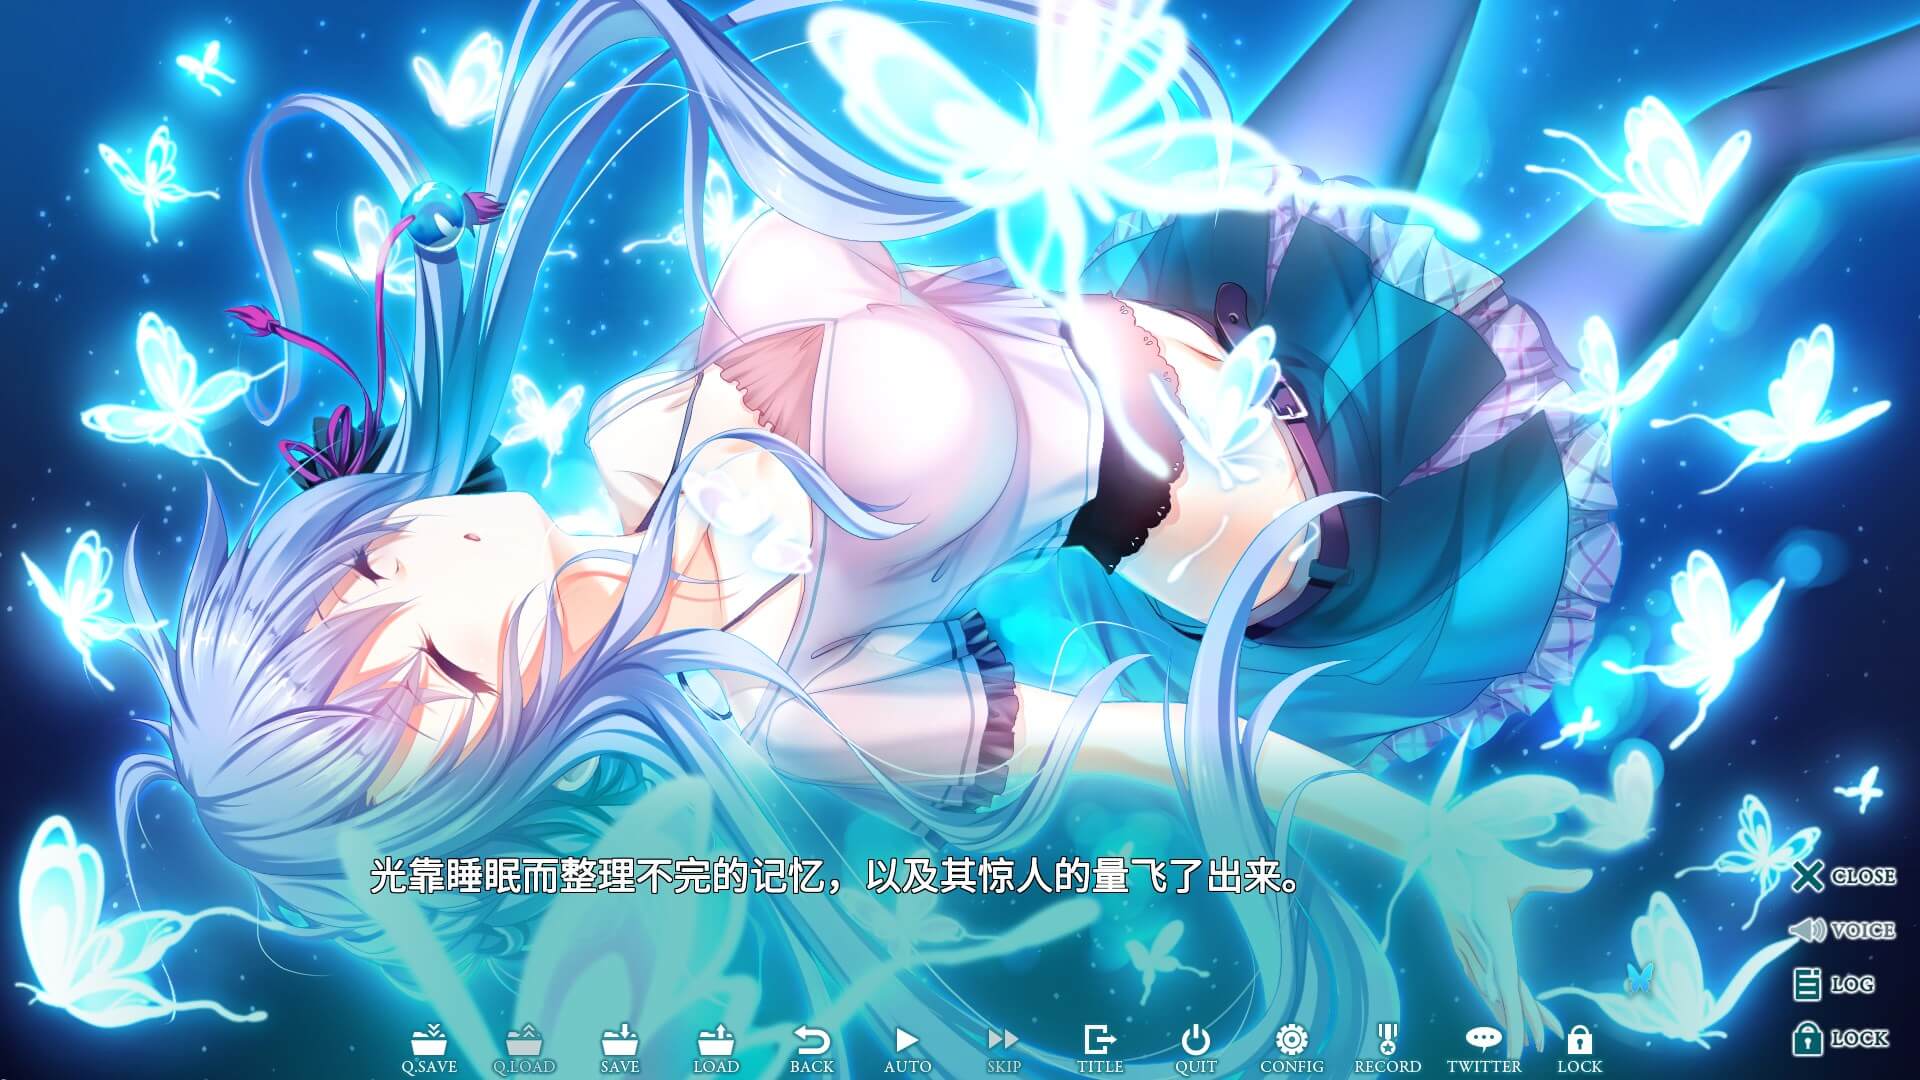 光靠睡眠而整理不完的记忆，以及其惊人的量飞了出来。
CLOSE
VOICE
LOG
LOCK
Q.SAVE Q.LOAD SAVE LOAD BACK AUTO SKIP TITLE QUIT CONFIG RECORD TWITTER LOCK